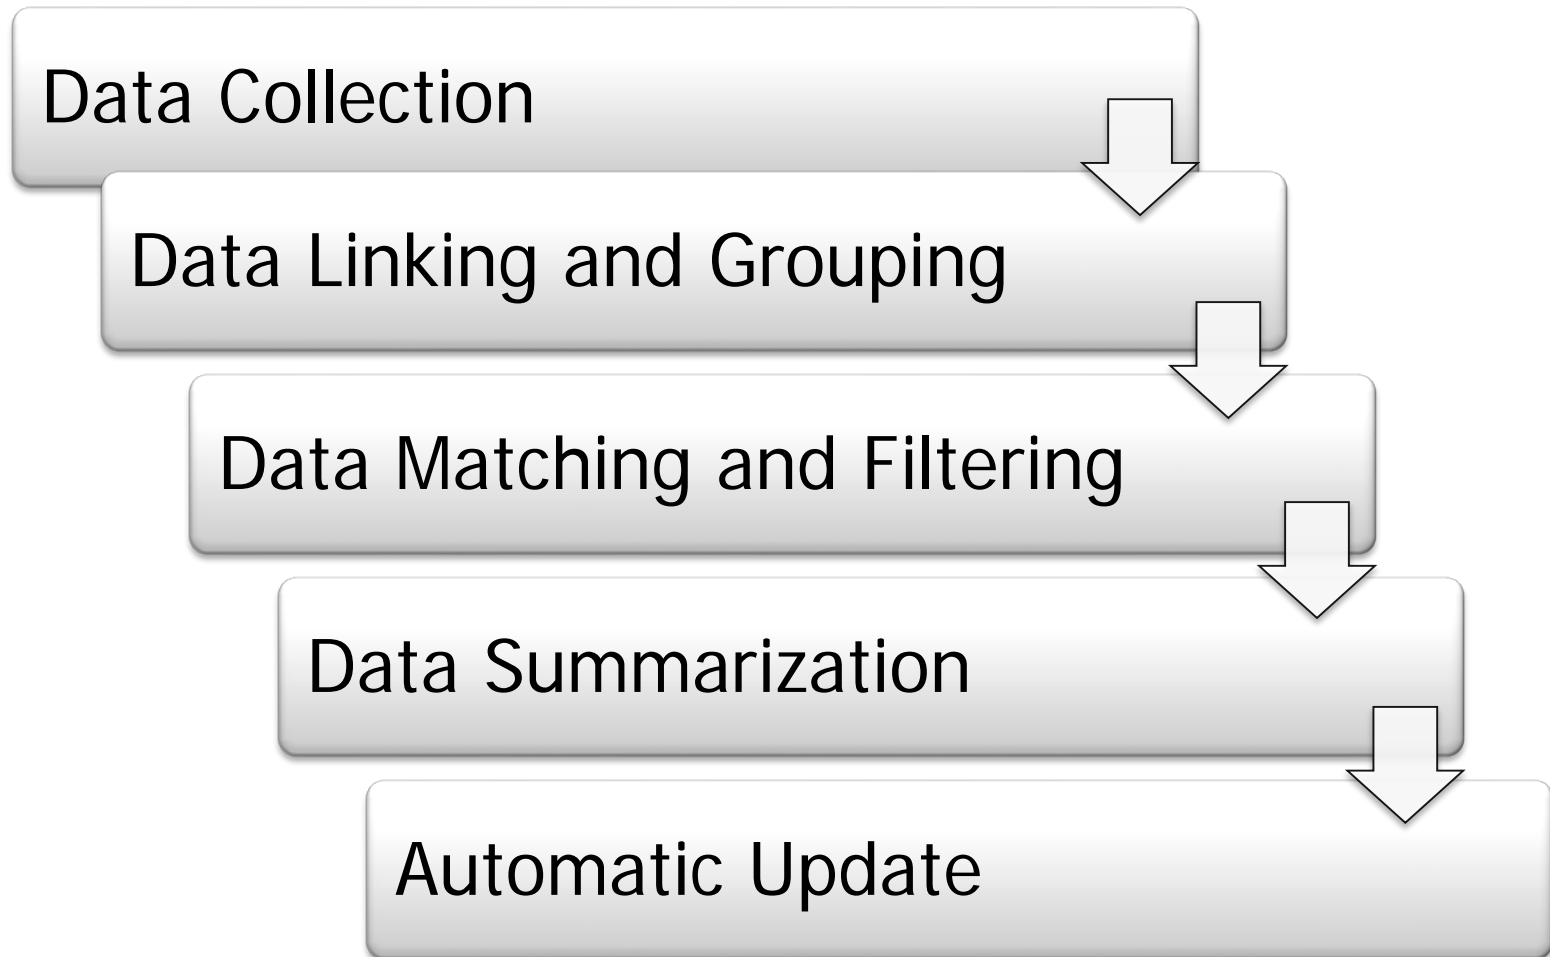 Data Collection
Data Linking and Grouping
Data Matching and Filtering
Data Summarization
Automatic Update